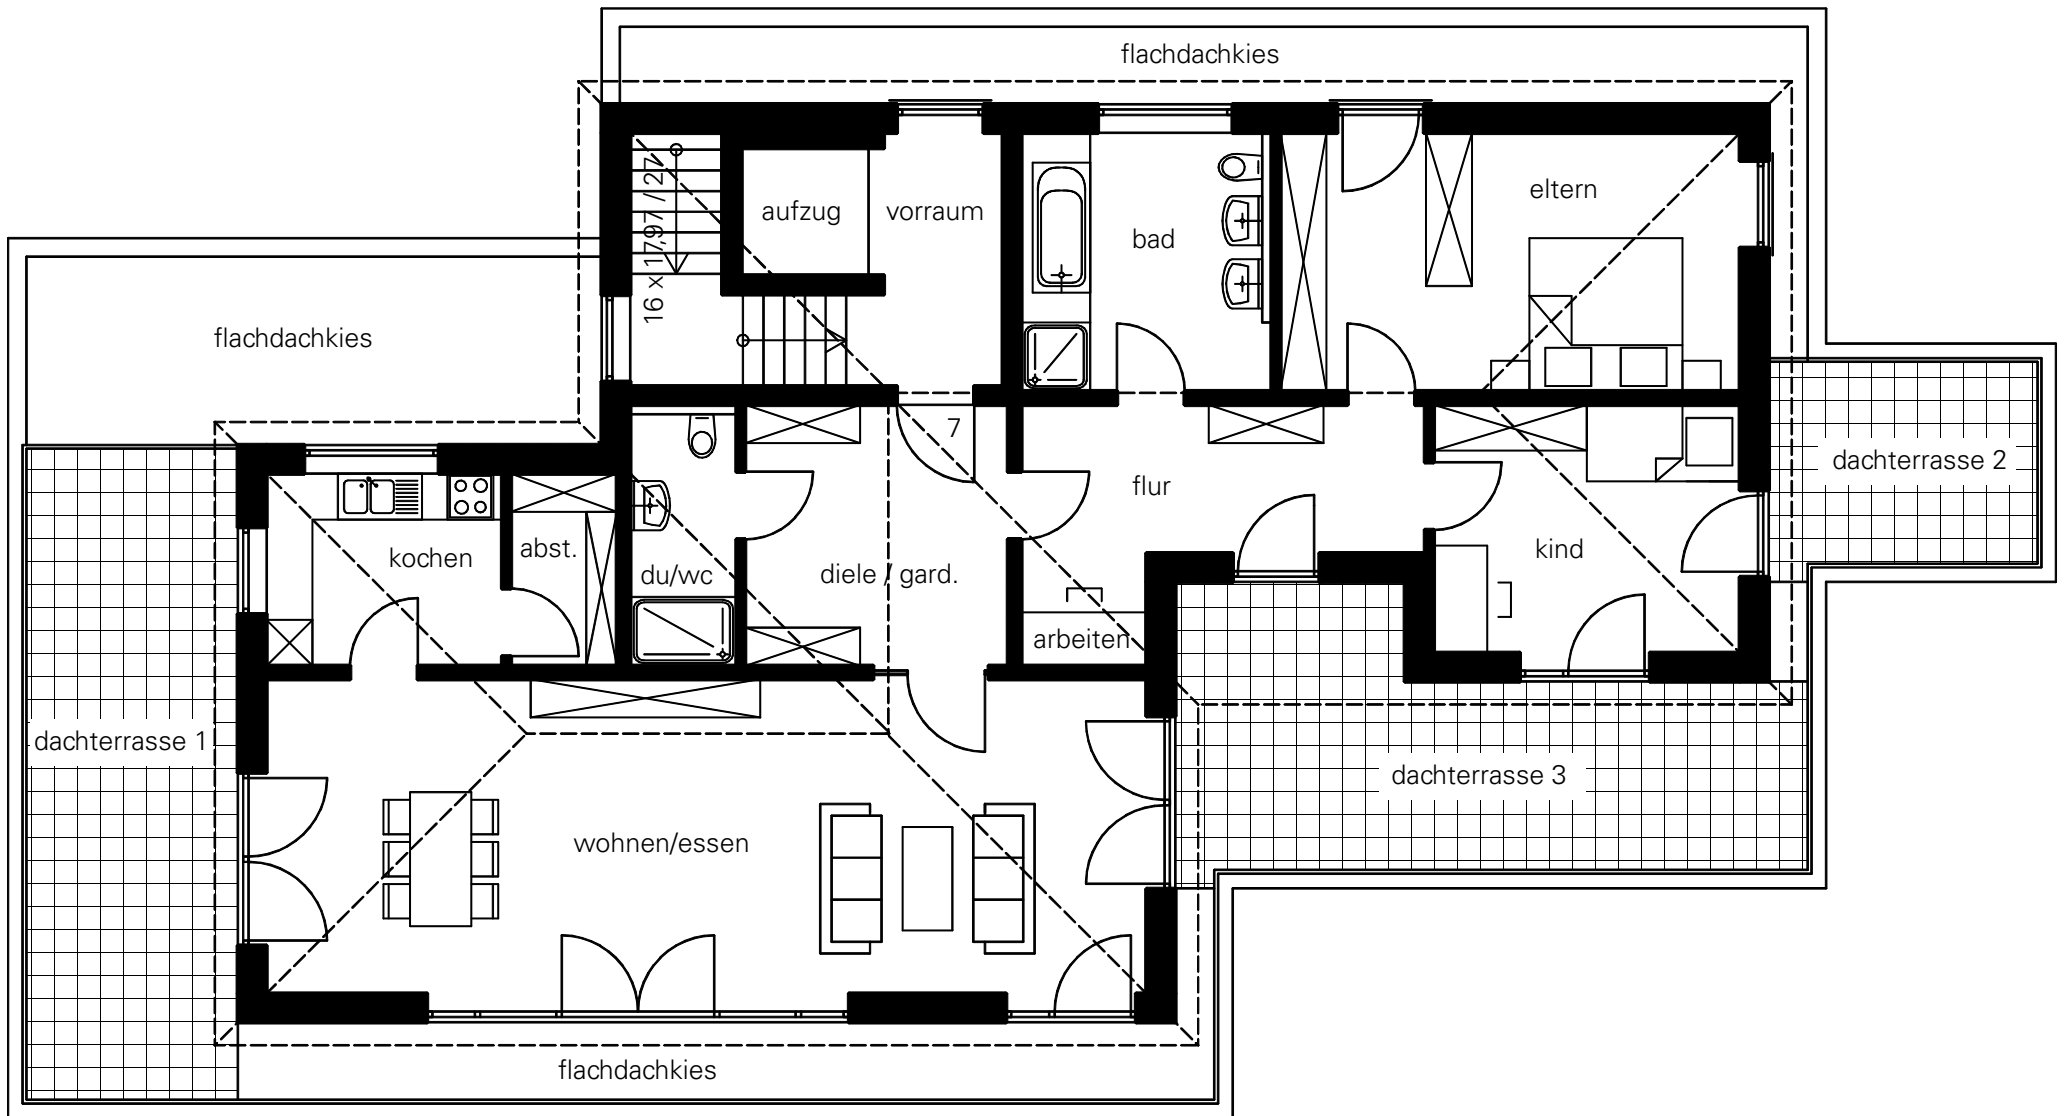 flachdachkies
eltern
aufzug
vorraum
bad
16 x 17,97 / 27
flachdachkies
7
dachterrasse 2
flur
kochen
abst.
kind
du/wc
diele / gard.
arbeiten
dachterrasse 1
dachterrasse 3
wohnen/essen
flachdachkies